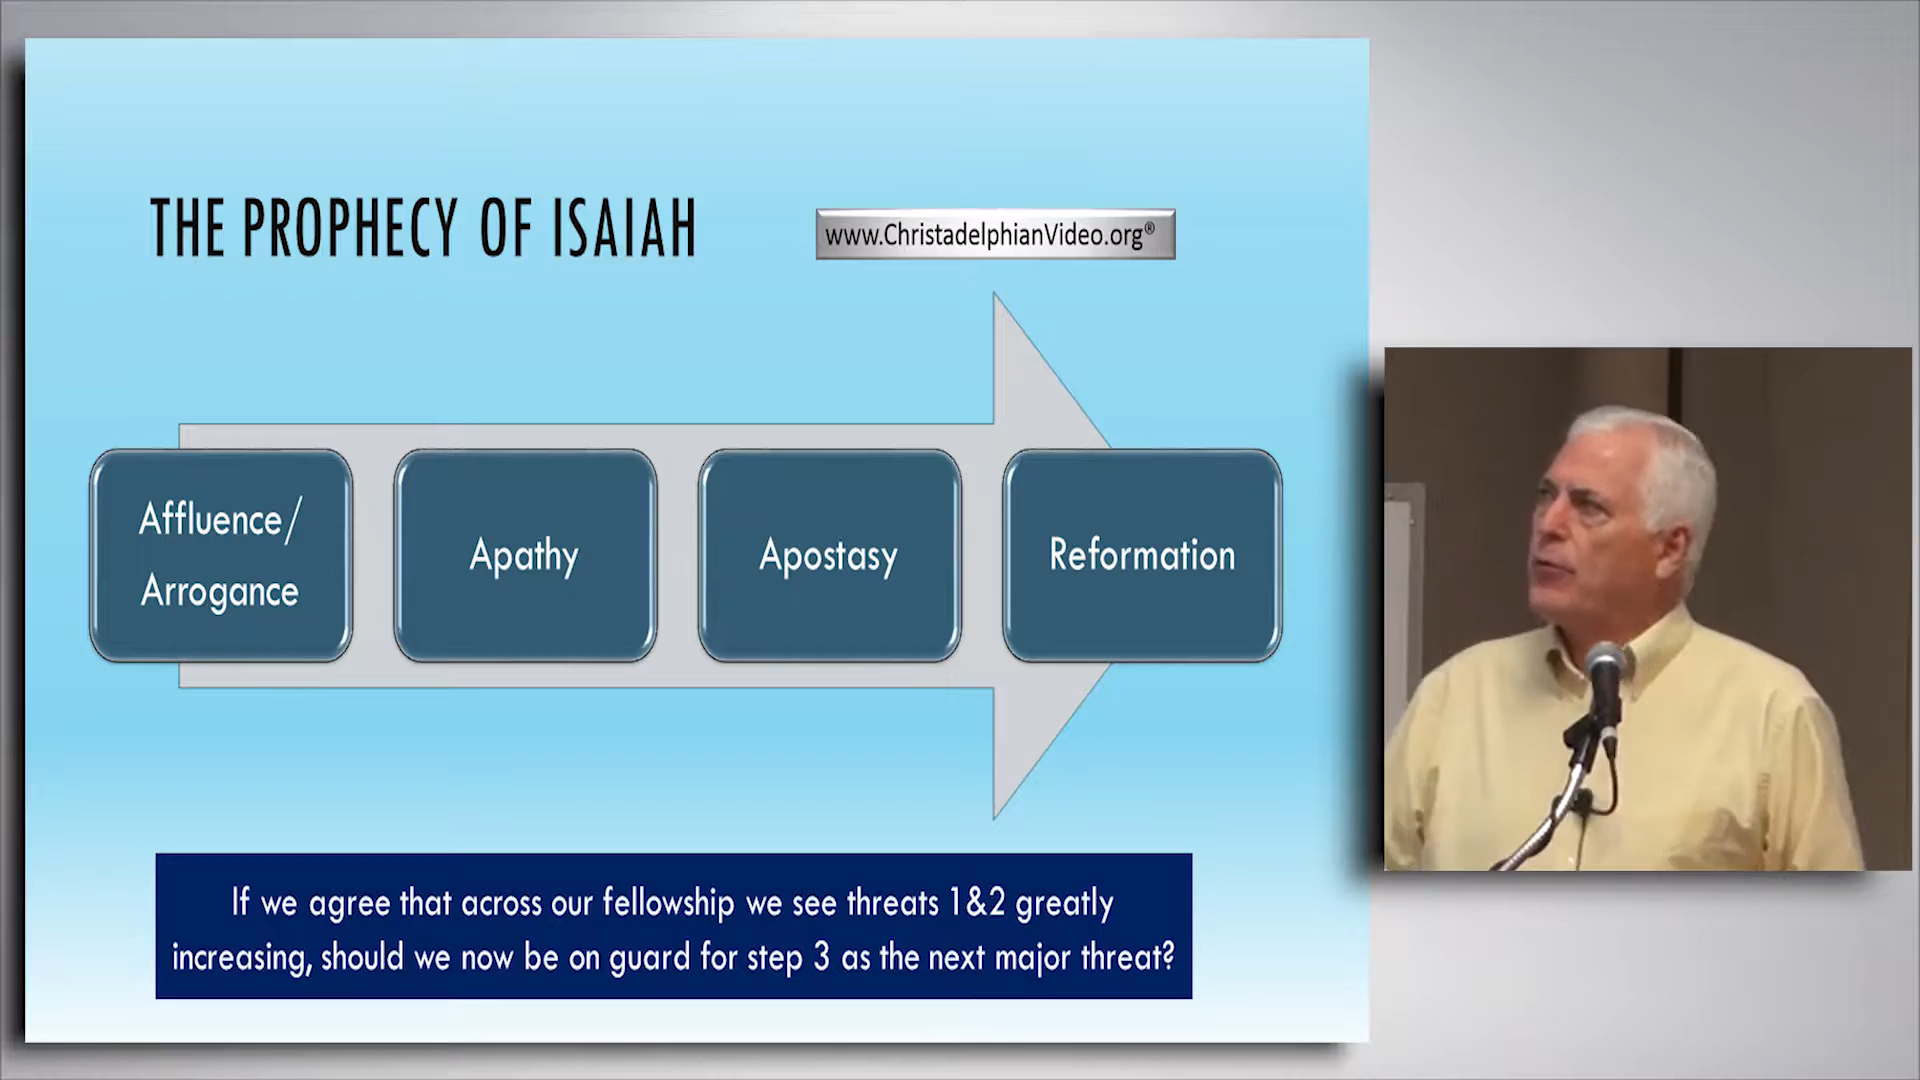 THE PROPHECY OF ISAIAH
www.ChristadelphianVideo.org®
Affluence/
Arrogance
Apathy
Apostasy
Reformation
If we agree that across our fellowship we see threats 1&2 greatly
increasing, should we now be on guard for step 3 as the next major threat?